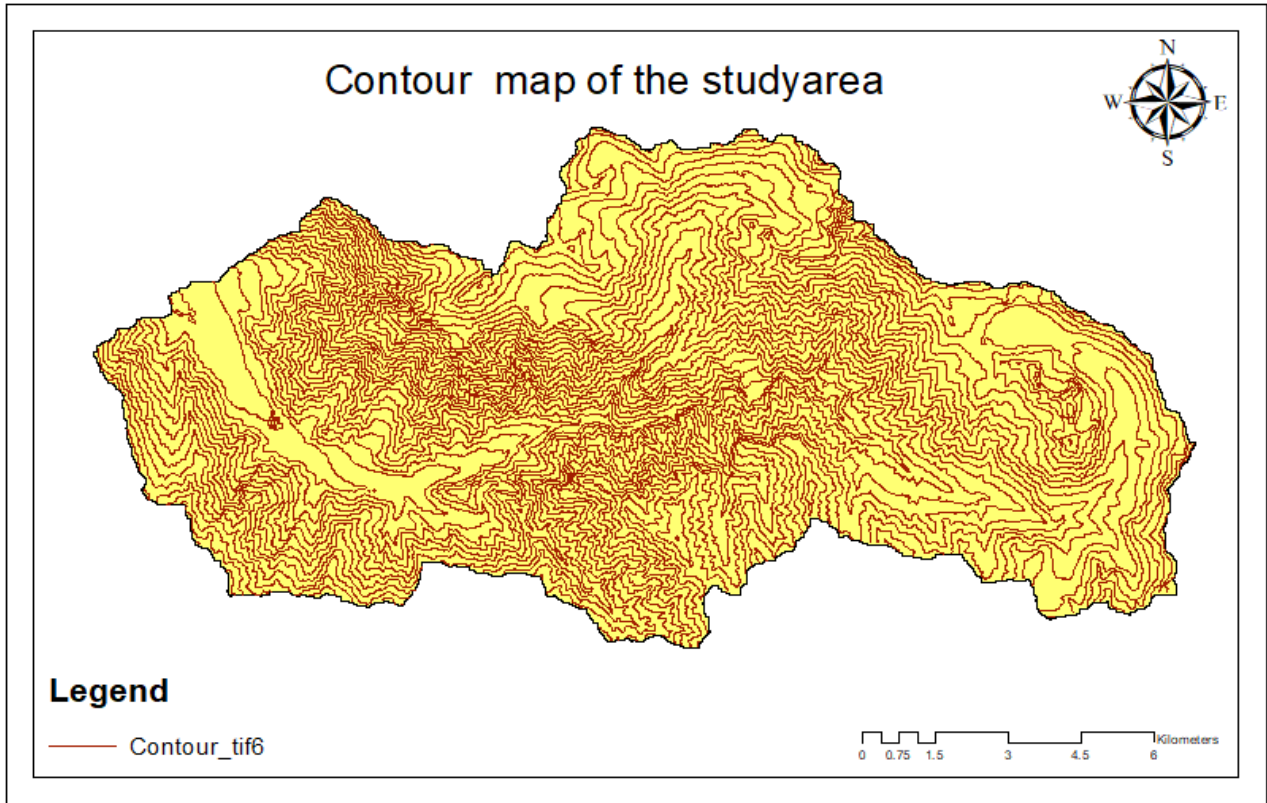 Contour  map of the studyarea
N
W E
S
Legend
Contour_tif6
Kilometers
0 0.75 1.5 3 4.5 6